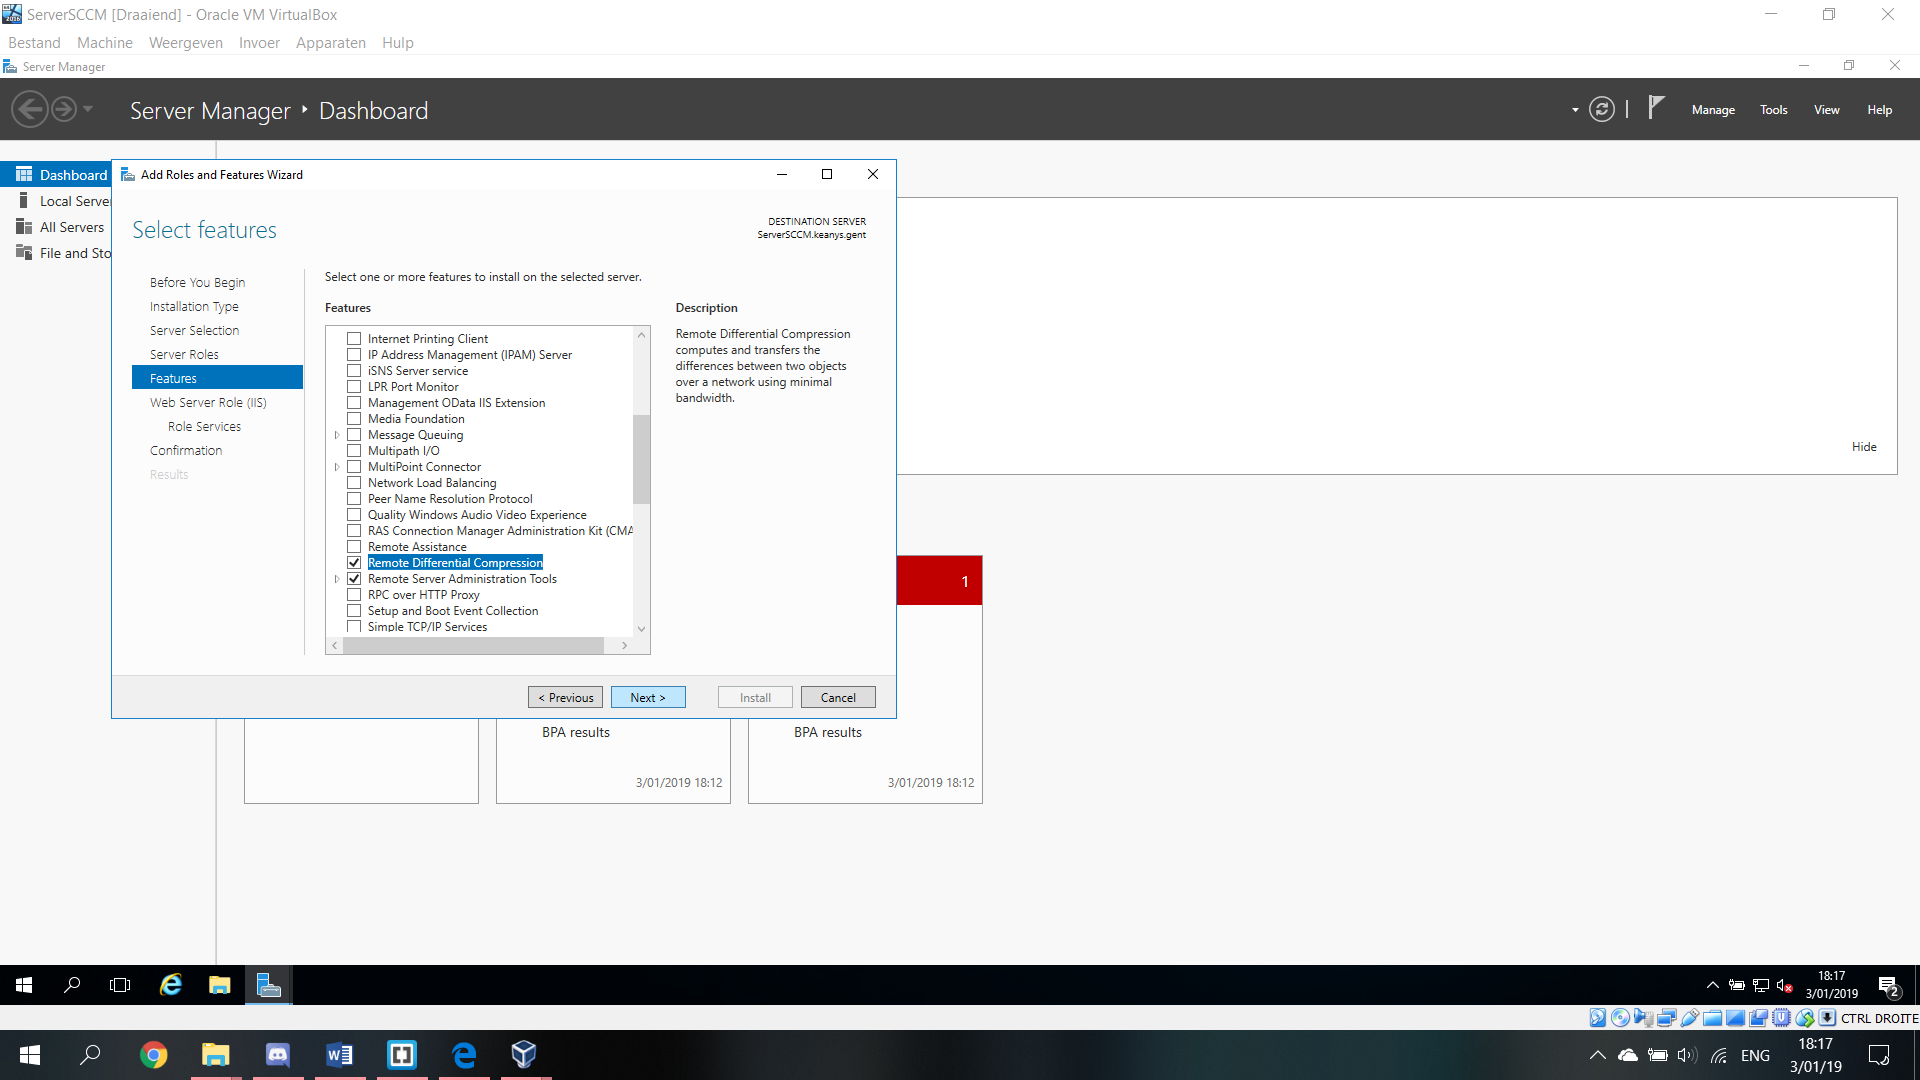 ServerSCCM [Draaiend] - Oracle VM VirtualBox
Bestand Machine Weergeven Invoer Apparaten Hulp
Server Manager
Server Manager Dashboard
Manage Tools View Help
Dashboard
Local Server
All Servers
File and Sto
Add Roles and Features Wizard
Select features
DESTINATION SERVER
ServerSCCM.keanys.gent
Before You Begin
Installation Type
Server Selection
Server Roles
Features
Web Server Role (IIS)
Role Services
Confirmation
Results
Select one or more features to install on the selected server.
Features
Internet Printing Client
IP Address Management (IPAM) Server
iSNS Server service
LPR Port Monitor
Management OData IIS Extension
Media Foundation
Message Queuing
Multipath I/O
MultiPoint Connector
Network Load Balancing
Peer Name Resolution Protocol
Quality Windows Audio Video Experience
RAS Connection Manager Administration Kit (CMA
Remote Assistance
Remote Differential Compression
Remote Server Administration Tools
RPC over HTTP Proxy
Setup and Boot Event Collection
Simple TCP/IP Services
Description
Remote Differential Compression
computes and transfers the
differences between two objects
over a network using minimal
bandwidth.
< Previous Next > Install Cancel
Hide
1
BPA results
3/01/2019 18:12
BPA results
3/01/2019 18:12
18:17
3/01/2019
2
CTRL DROITE
ENG
18:17
3/01/19